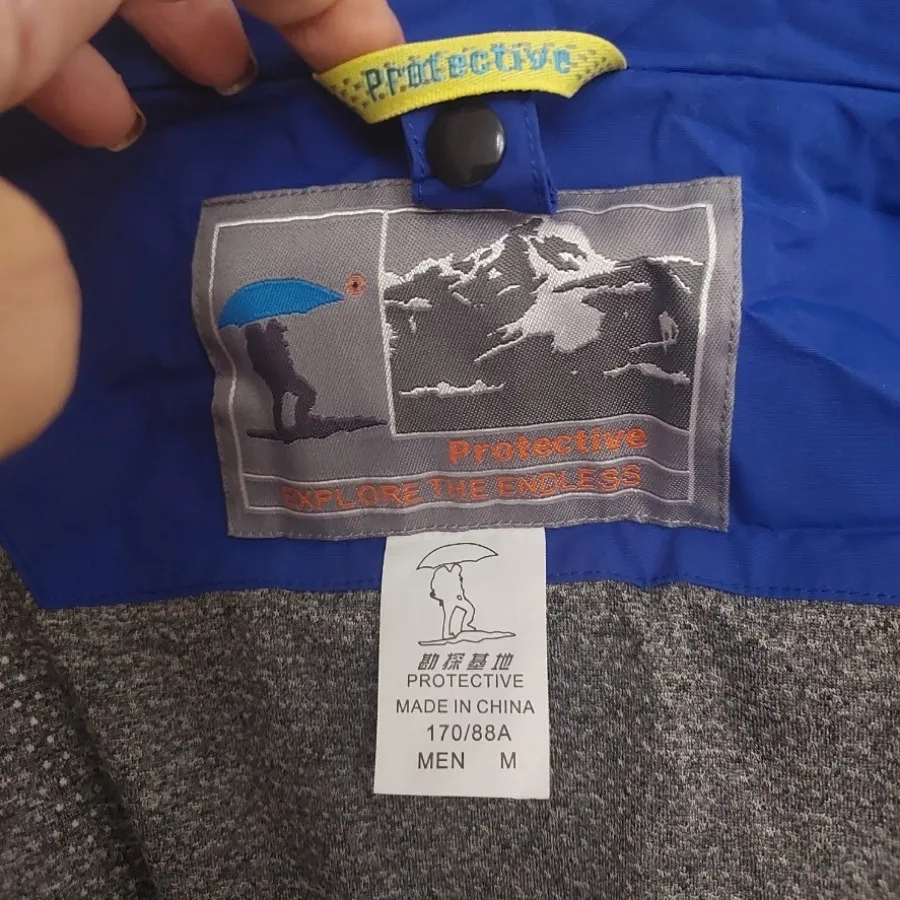 Protective
Protective
EXPLORE THE ENDLESS
勘探基地
PROTECTIVE
MADE IN CHINA
170/88A
MEN M